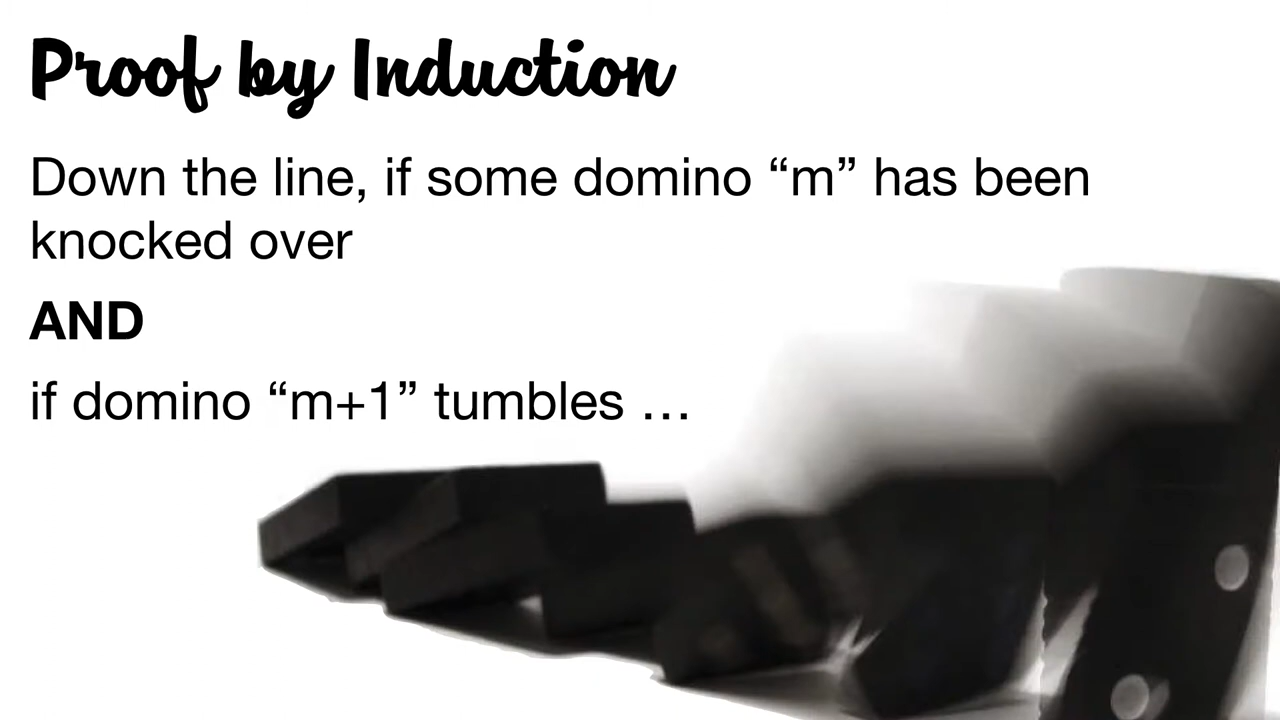 Proof by Induction
Down the line, if some domino “m” has been
knocked over
AND
if domino “m+1” tumbles …